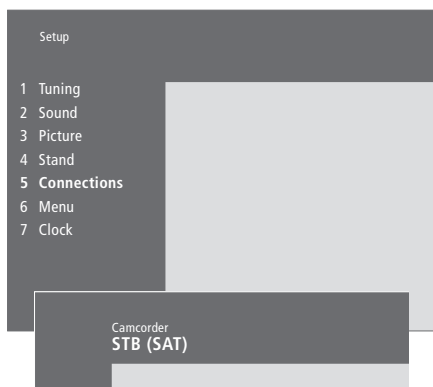 Setup
1 Tuning
2 Sound
3 Picture
4 Stand
5 Connections
6 Menu
7 Clock
Camcorder
STB (SAT)